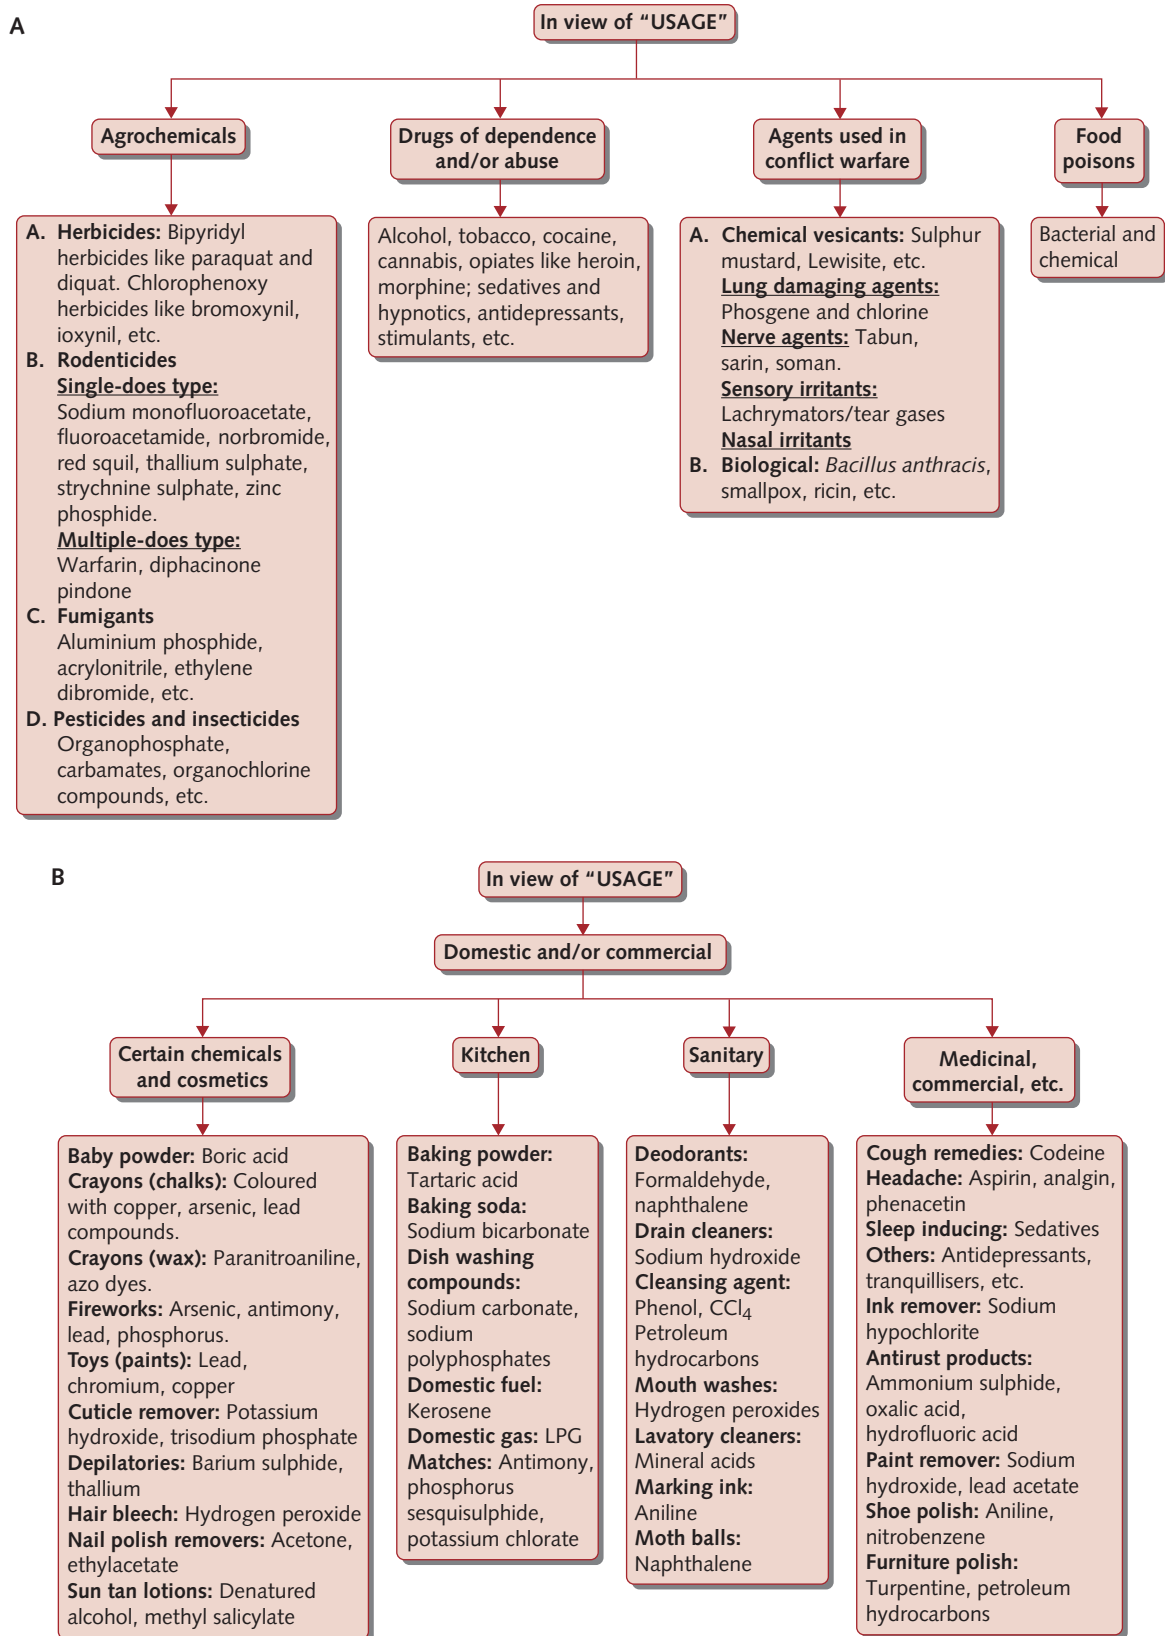 A
In view of “USAGE”
Agrochemicals
A. Herbicides: Bipyridyl
herbicides like paraquat and
diquat. Chlorophenoxy
herbicides like bromoxynil,
ioxynil, etc.
B. Rodenticides
Single-does type:
Sodium monofluoroacetate,
fluoroacetamide, norbromide,
red squil, thallium sulphate,
strychnine sulphate, zinc
phosphide.
Multiple-does type:
Warfarin, diphacinone
pindone
C. Fumigants
Aluminium phosphide,
acrylonitrile, ethylene
dibromide, etc.
D. Pesticides and insecticides
Organophosphate,
carbamates, organochlorine
compounds, etc.
Drugs of dependence
and/or abuse
Alcohol, tobacco, cocaine,
cannabis, opiates like heroin,
morphine; sedatives and
hypnotics, antidepressants,
stimulants, etc.
Agents used in
conflict warfare
A. Chemical vesicants: Sulphur
mustard, Lewisite, etc.
Lung damaging agents:
Phosgene and chlorine
Nerve agents: Tabun,
sarin, soman.
Sensory irritants:
Lachrymators/tear gases
Nasal irritants
B. Biological: Bacillus anthracis,
smallpox, ricin, etc.
Food
poisons
Bacterial and
chemical
B
In view of “USAGE”
Domestic and/or commercial
Certain chemicals
and cosmetics
Baby powder: Boric acid
Crayons (chalks): Coloured
with copper, arsenic, lead
compounds.
Crayons (wax): Paranitroaniline,
azo dyes.
Fireworks: Arsenic, antimony,
lead, phosphorus.
Toys (paints): Lead,
chromium, copper
Cuticle remover: Potassium
hydroxide, trisodium phosphate
Depilatories: Barium sulphide,
thallium
Hair bleech: Hydrogen peroxide
Nail polish removers: Acetone,
ethylacetate
Sun tan lotions: Denatured
alcohol, methyl salicylate
Kitchen
Baking powder:
Tartaric acid
Baking soda:
Sodium bicarbonate
Dish washing
compounds:
Sodium carbonate,
sodium
polyphosphates
Domestic fuel:
Kerosene
Domestic gas: LPG
Matches: Antimony,
phosphorus
sesquisulphide,
potassium chlorate
Sanitary
Deodorants:
Formaldehyde,
naphthalene
Drain cleaners:
Sodium hydroxide
Cleansing agent:
Phenol, CCl4
Petroleum
hydrocarbons
Mouth washes:
Hydrogen peroxides
Lavatory cleaners:
Mineral acids
Marking ink:
Aniline
Moth balls:
Naphthalene
Medicinal,
commercial, etc.
Cough remedies: Codeine
Headache: Aspirin, analgin,
phenacetin
Sleep inducing: Sedatives
Others: Antidepressants,
tranquillisers, etc.
Ink remover: Sodium
hypochlorite
Antirust products:
Ammonium sulphide,
oxalic acid,
hydrofluoric acid
Paint remover: Sodium
hydroxide, lead acetate
Shoe polish: Aniline,
nitrobenzene
Furniture polish:
Turpentine, petroleum
hydrocarbons